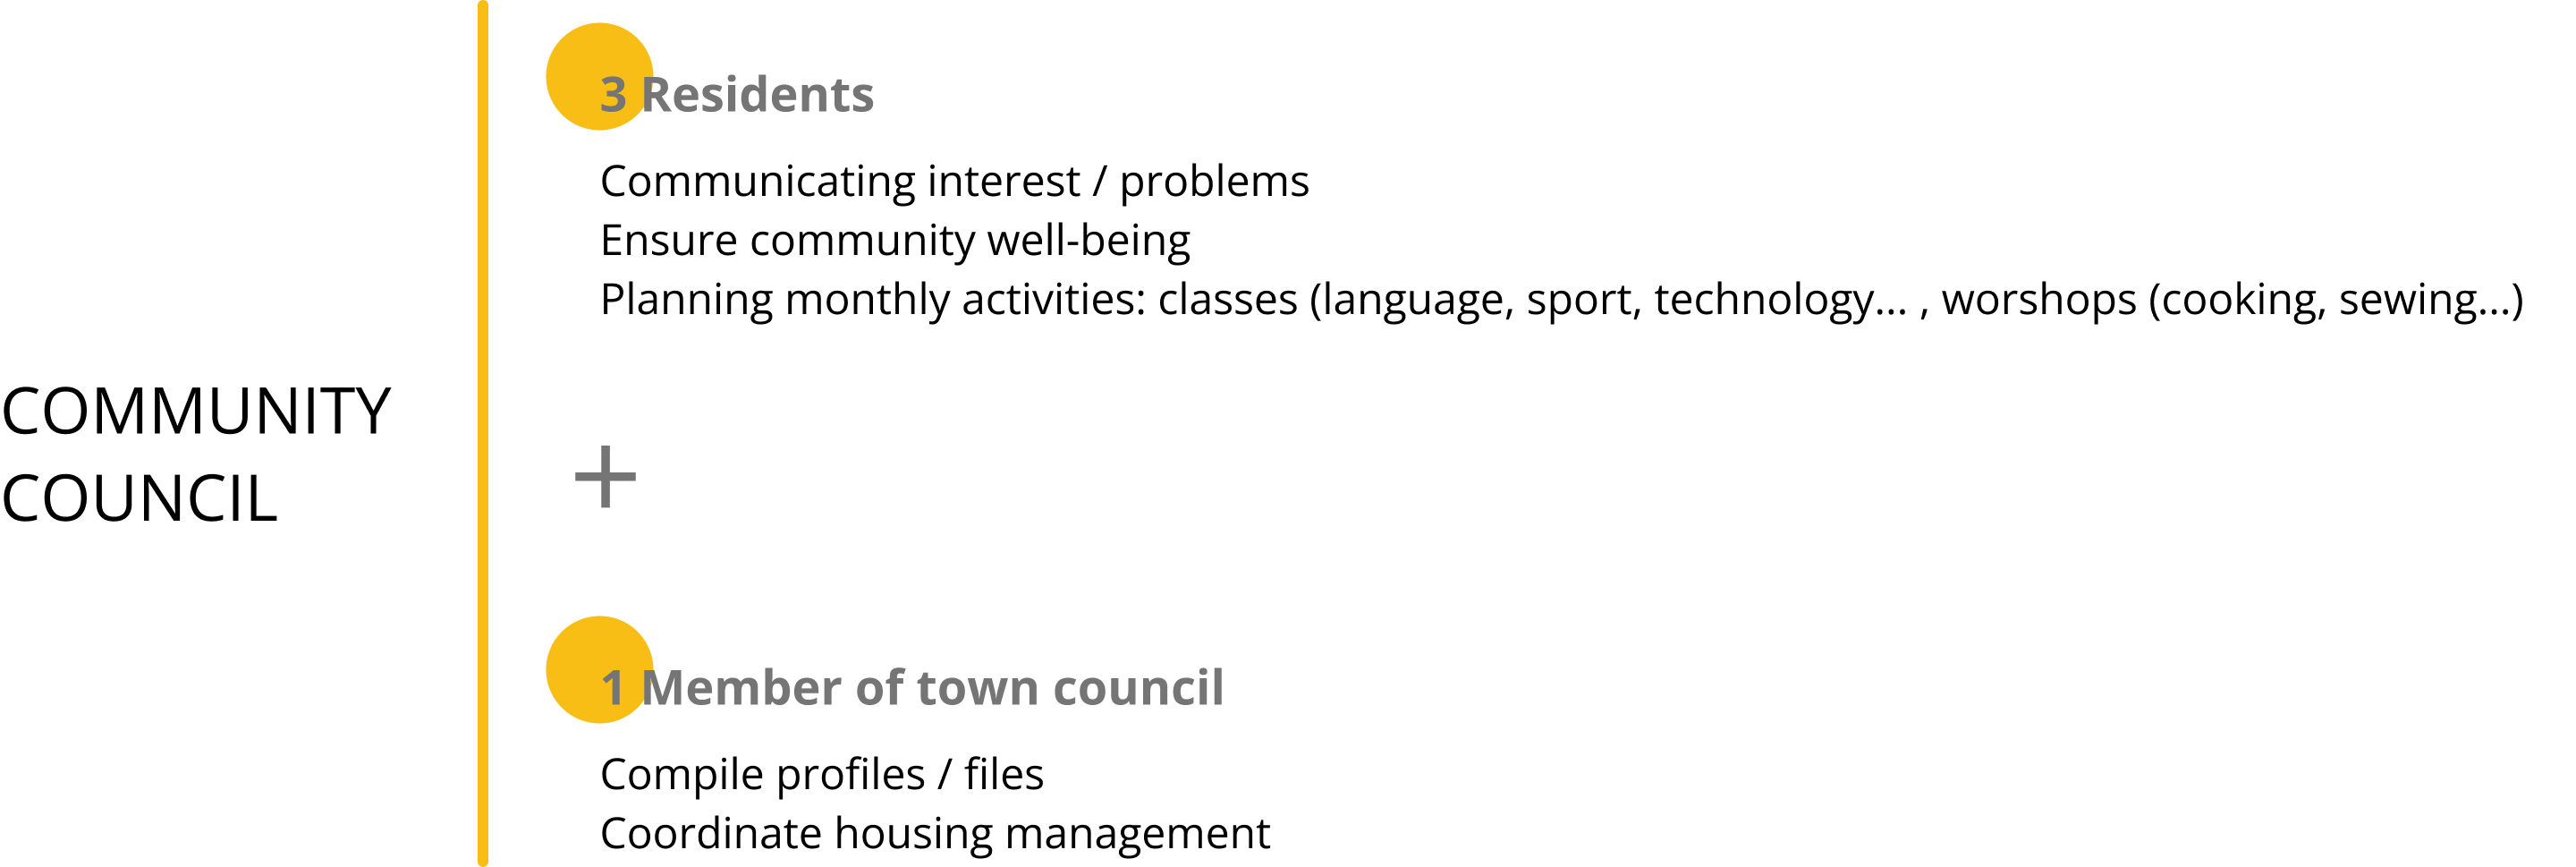 COMMUNITY
COUNCIL
3 Residents
Communicating interest / problems
Ensure community well-being
Planning monthly activities: classes (language, sport, technology... , worshops (cooking, sewing...)
+
1 Member of town council
Compile profiles / files
Coordinate housing management